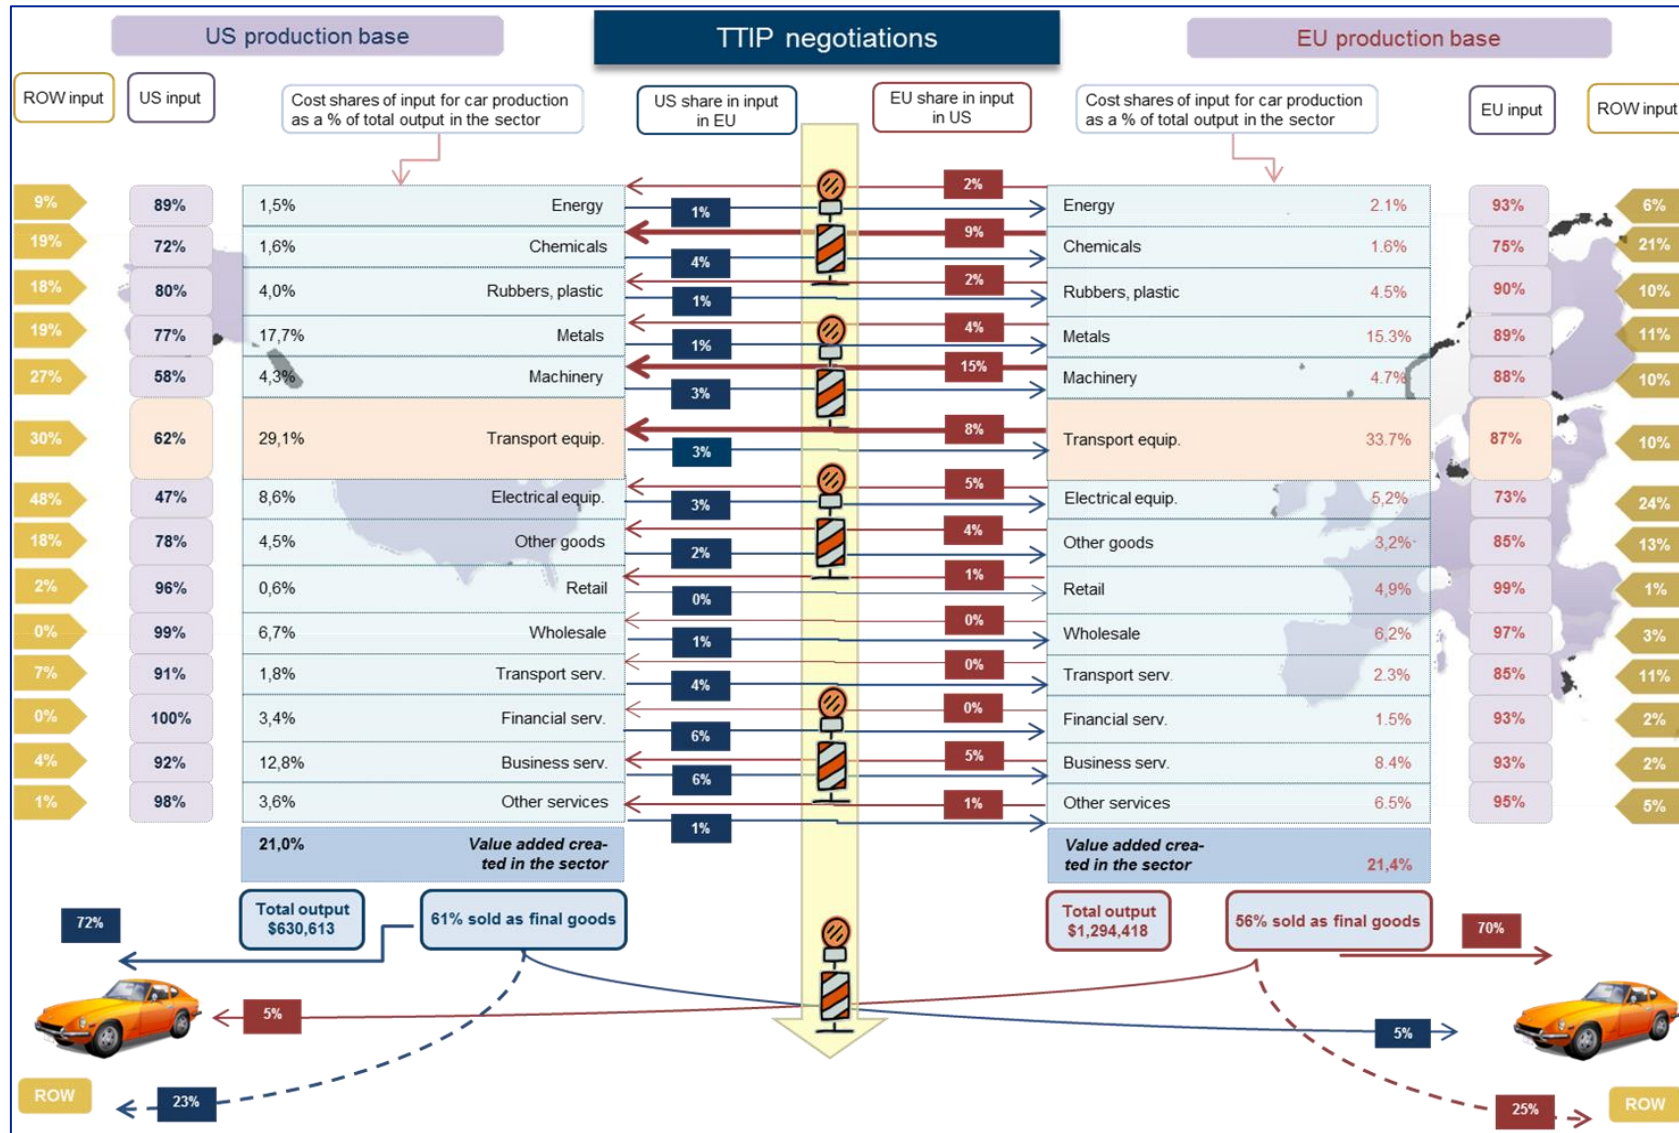 US production base
TTIP negotiations
EU production base
ROW input
US input
Cost shares of input for car production
as a % of total output in the sector
US share in input
in EU
EU share in input
in US
Cost shares of input for car production
as a % of total output in the sector
EU input
ROW input
9% 89% 1,5% Energy 1% 2% Energy 2.1% 93% 6%
19% 72% 1,6% Chemicals 4% 9% Chemicals 1.6% 75% 21%
18% 80% 4,0% Rubbers, plastic 1% 2% Rubbers, plastic 4.5% 90% 10%
19% 77% 17,7% Metals 1% 4% Metals 15.3% 89% 11%
27% 58% 4,3% Machinery 3% 15% Machinery 4.7% 88% 10%
30% 62% 29,1% Transport equip. 3% 8% Transport equip. 33.7% 87% 10%
48% 47% 8,6% Electrical equip. 3% 5% Electrical equip. 5,2% 73% 24%
18% 78% 4,5% Other goods 2% 4% Other goods 3,2% 85% 13%
2% 96% 0,6% Retail 0% 1% Retail 4,9% 99% 1%
0% 99% 6,7% Wholesale 1% 0% Wholesale 6,2% 97% 3%
7% 91% 1,8% Transport serv. 4% 0% Transport serv. 2.3% 85% 11%
0% 100% 3,4% Financial serv. 6% 0% Financial serv. 1.5% 93% 2%
4% 92% 12,8% Business serv. 6% 5% Business serv. 8.4% 93% 2%
1% 98% 3,6% Other services 1% 1% Other services 6.5% 95% 5%
21,0% Value added crea-
ted in the sector
Value added crea-
ted in the sector 21,4%
72%
Total output
$630,613
61% sold as final goods
Total output
$1,294,418
56% sold as final goods
70%
5%
5%
ROW
23%
25%
ROW